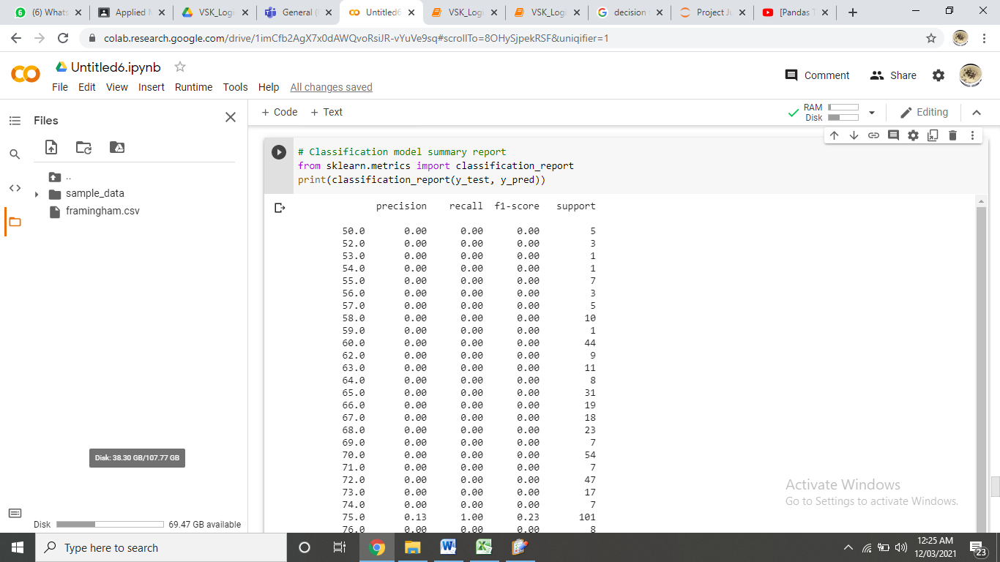 (6) Whats
Applied M
VSK_Logi
General (
Untitled6
VSK_Logi
VSK_Logi
decision
Project Ju
[Pandas T
colab.research.google.com/drive/1imCfb2AgX7x0dAWQvoRsiJR-vYuVe9sq#scrollTo=8OHySjpekRSF&uniqifier=1
Untitled6.ipynb
File Edit View Insert Runtime Tools Help All changes saved
Comment Share
Files
+ Code + Text
RAM
Disk
Editing
..
sample_data
framingham.csv
# Classification model summary report
from sklearn.metrics import classification_report
print(classification_report(y_test, y_pred))
precision recall f1-score support
50.0 0.00 0.00 0.00 5
52.0 0.00 0.00 0.00 3
53.0 0.00 0.00 0.00 1
54.0 0.00 0.00 0.00 1
55.0 0.00 0.00 0.00 7
56.0 0.00 0.00 0.00 3
57.0 0.00 0.00 0.00 5
58.0 0.00 0.00 0.00 10
59.0 0.00 0.00 0.00 1
60.0 0.00 0.00 0.00 44
62.0 0.00 0.00 0.00 9
63.0 0.00 0.00 0.00 11
64.0 0.00 0.00 0.00 8
65.0 0.00 0.00 0.00 31
66.0 0.00 0.00 0.00 19
67.0 0.00 0.00 0.00 18
68.0 0.00 0.00 0.00 23
69.0 0.00 0.00 0.00 7
70.0 0.00 0.00 0.00 54
71.0 0.00 0.00 0.00 7
72.0 0.00 0.00 0.00 47
73.0 0.00 0.00 0.00 17
74.0 0.00 0.00 0.00 7
75.0 0.13 1.00 0.23 101
76.0 0.00 0.00 0.00 8
Disk: 38.30 GB/107.77 GB
Disk 69.47 GB available
Activate Windows
Go to Settings to activate Windows.
Type here to search
12:25 AM
12/03/2021
23